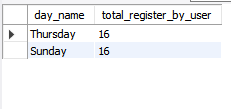 day_name total_register_by_user
Thursday 16
Sunday 16